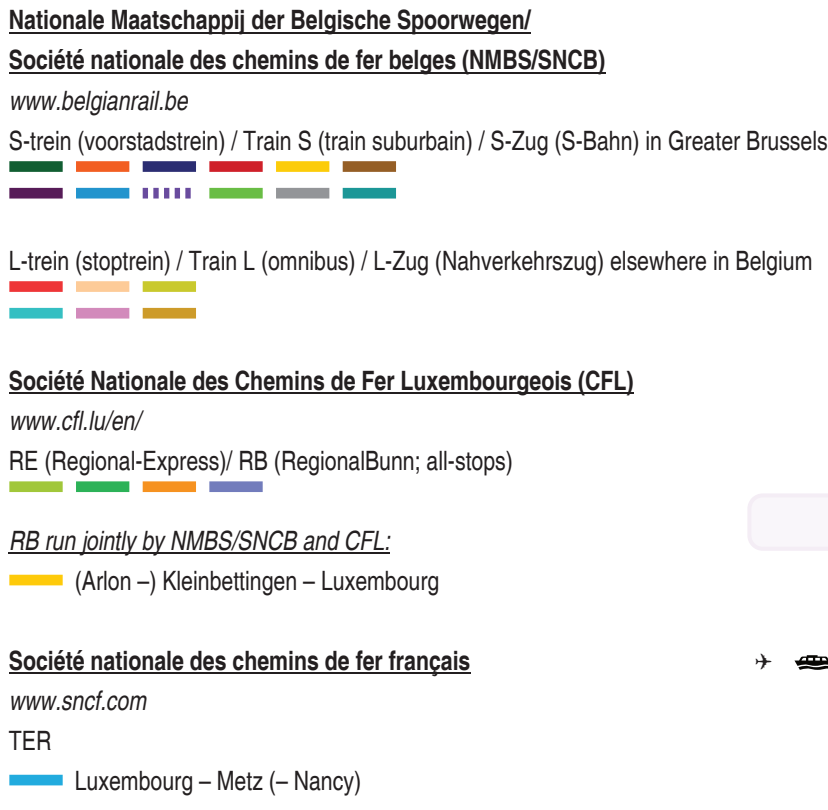 Nationale Maatschappij der Belgische Spoorwegen/
Société nationale des chemins de fer belges (NMBS/SNCB)
www.belgianrail.be
S-trein (voorstadstrein) / Train S (train suburbain) / S-Zug (S-Bahn) in Greater Brussels
L-trein (stoptrein) / Train L (omnibus) / L-Zug (Nahverkehrszug) elsewhere in Belgium
Société Nationale des Chemins de Fer Luxembourgeois (CFL)
www.cfl.lu/en/
RE (Regional-Express)/ RB (RegionalBunn; all-stops)
RB run jointly by NMBS/SNCB and CFL:
(Arlon –) Kleinbettingen – Luxembourg
Société nationale des chemins de fer français
www.sncf.com
TER
Luxembourg – Metz (– Nancy)